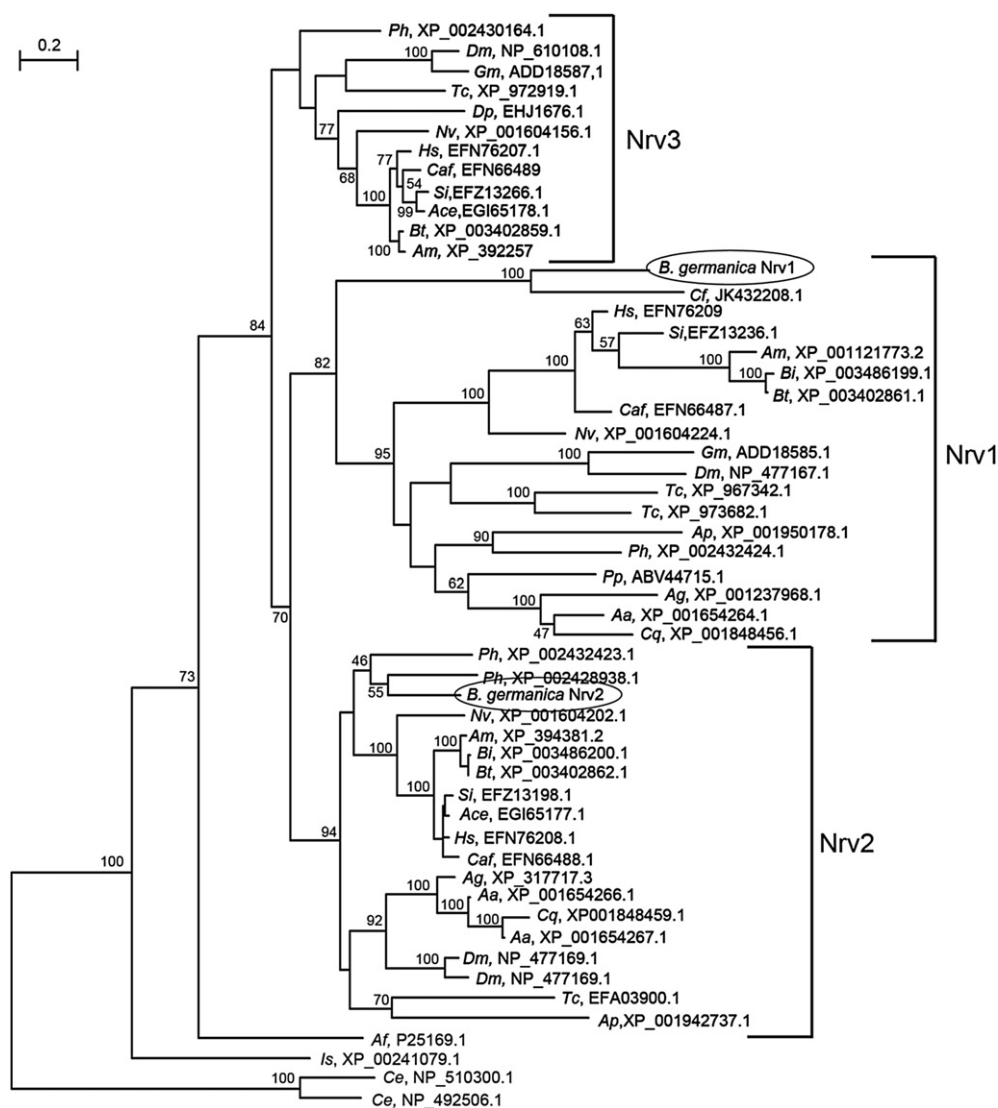 0.2
Ph, XP_002430164.1
100
Dm, NP_610108.1
Gm, ADD18587,1
Tc, XP_972919.1
Dp, EHJ1676.1
77
Nv, XP_001604156.1
Nrv3
77
Hs, EFN76207.1
Caf, EFN66489
68
54
Si,EFZ13266.1
100
99
Ace,EGI65178.1
Bt, XP_003402859.1
100
Am, XP_392257
100
B. germanica Nrv1
Cf, JK432208.1
Hs, EFN76209
84
63
Si,EFZ13236.1
57
100
Am, XP_001121773.2
82
100
100
Bi, XP_003486199.1
Bt, XP_003402861.1
100
Caf, EFN66487.1
Nv, XP_001604224.1
Nrv1
95
100
Gm, ADD18585.1
Dm, NP_477167.1
100
Tc, XP_967342.1
Tc, XP_973682.1
90
Ap, XP_001950178.1
Ph, XP_002432424.1
62
Pp, ABV44715.1
100
Ag, XP_001237968.1
70
Aa, XP_001654264.1
47
Cq, XP_001848456.1
46
Ph, XP_002432423.1
73
Ph, XP_002428938.1
55
B. germanica Nrv2
Nv, XP_001604202.1
100
100
Am, XP_394381.2
Bi, XP_003486200.1
Bt, XP_003402862.1
100
Si, EFZ13198.1
Ace, EGI65177.1
94
Hs, EFN76208.1
Nrv2
Caf, EFN66488.1
100
100
Ag, XP_317717.3
Aa, XP_001654266.1
100
92
100
Cq, XP001848459.1
Aa, XP_001654267.1
100
Dm, NP_477169.1
Dm, NP_477169.1
70
Tc, EFA03900.1
Ap,XP_001942737.1
Af, P25169.1
Is, XP_00241079.1
100
Ce, NP_510300.1
Ce, NP_492506.1